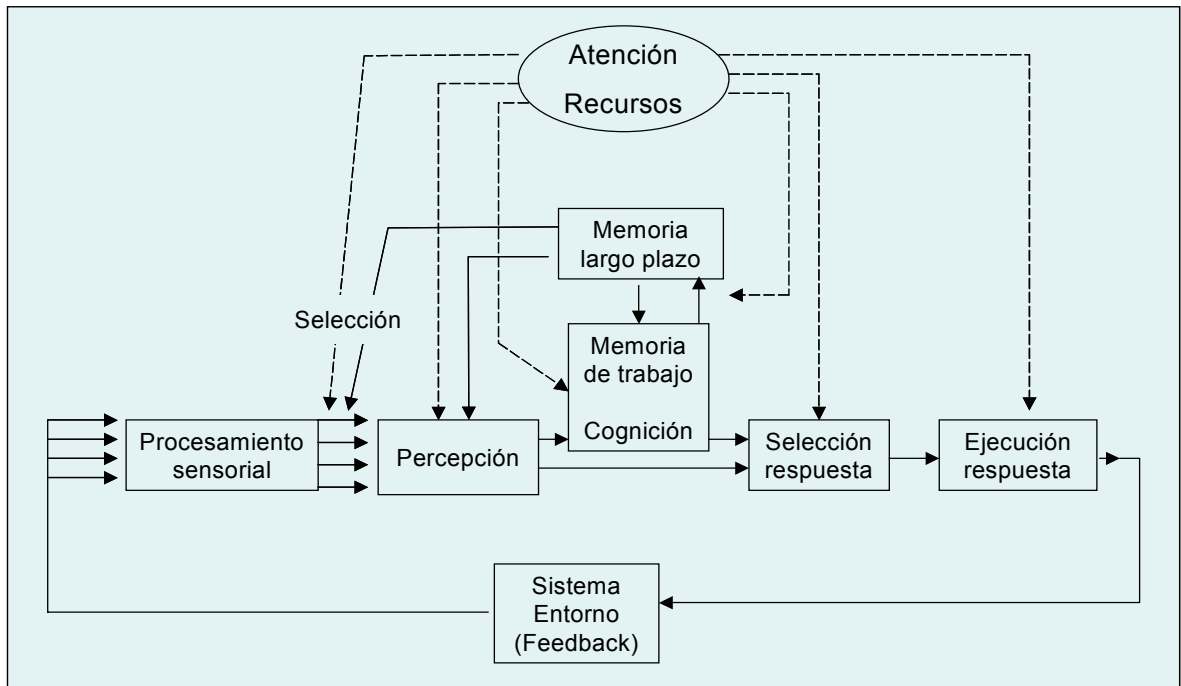 Atención
Recursos
Memoria
largo plazo
Selección
Memoria
de trabajo
Cognición
Procesamiento
sensorial
Percepción
Selección
respuesta
Ejecución
respuesta
Sistema
Entorno
(Feedback)